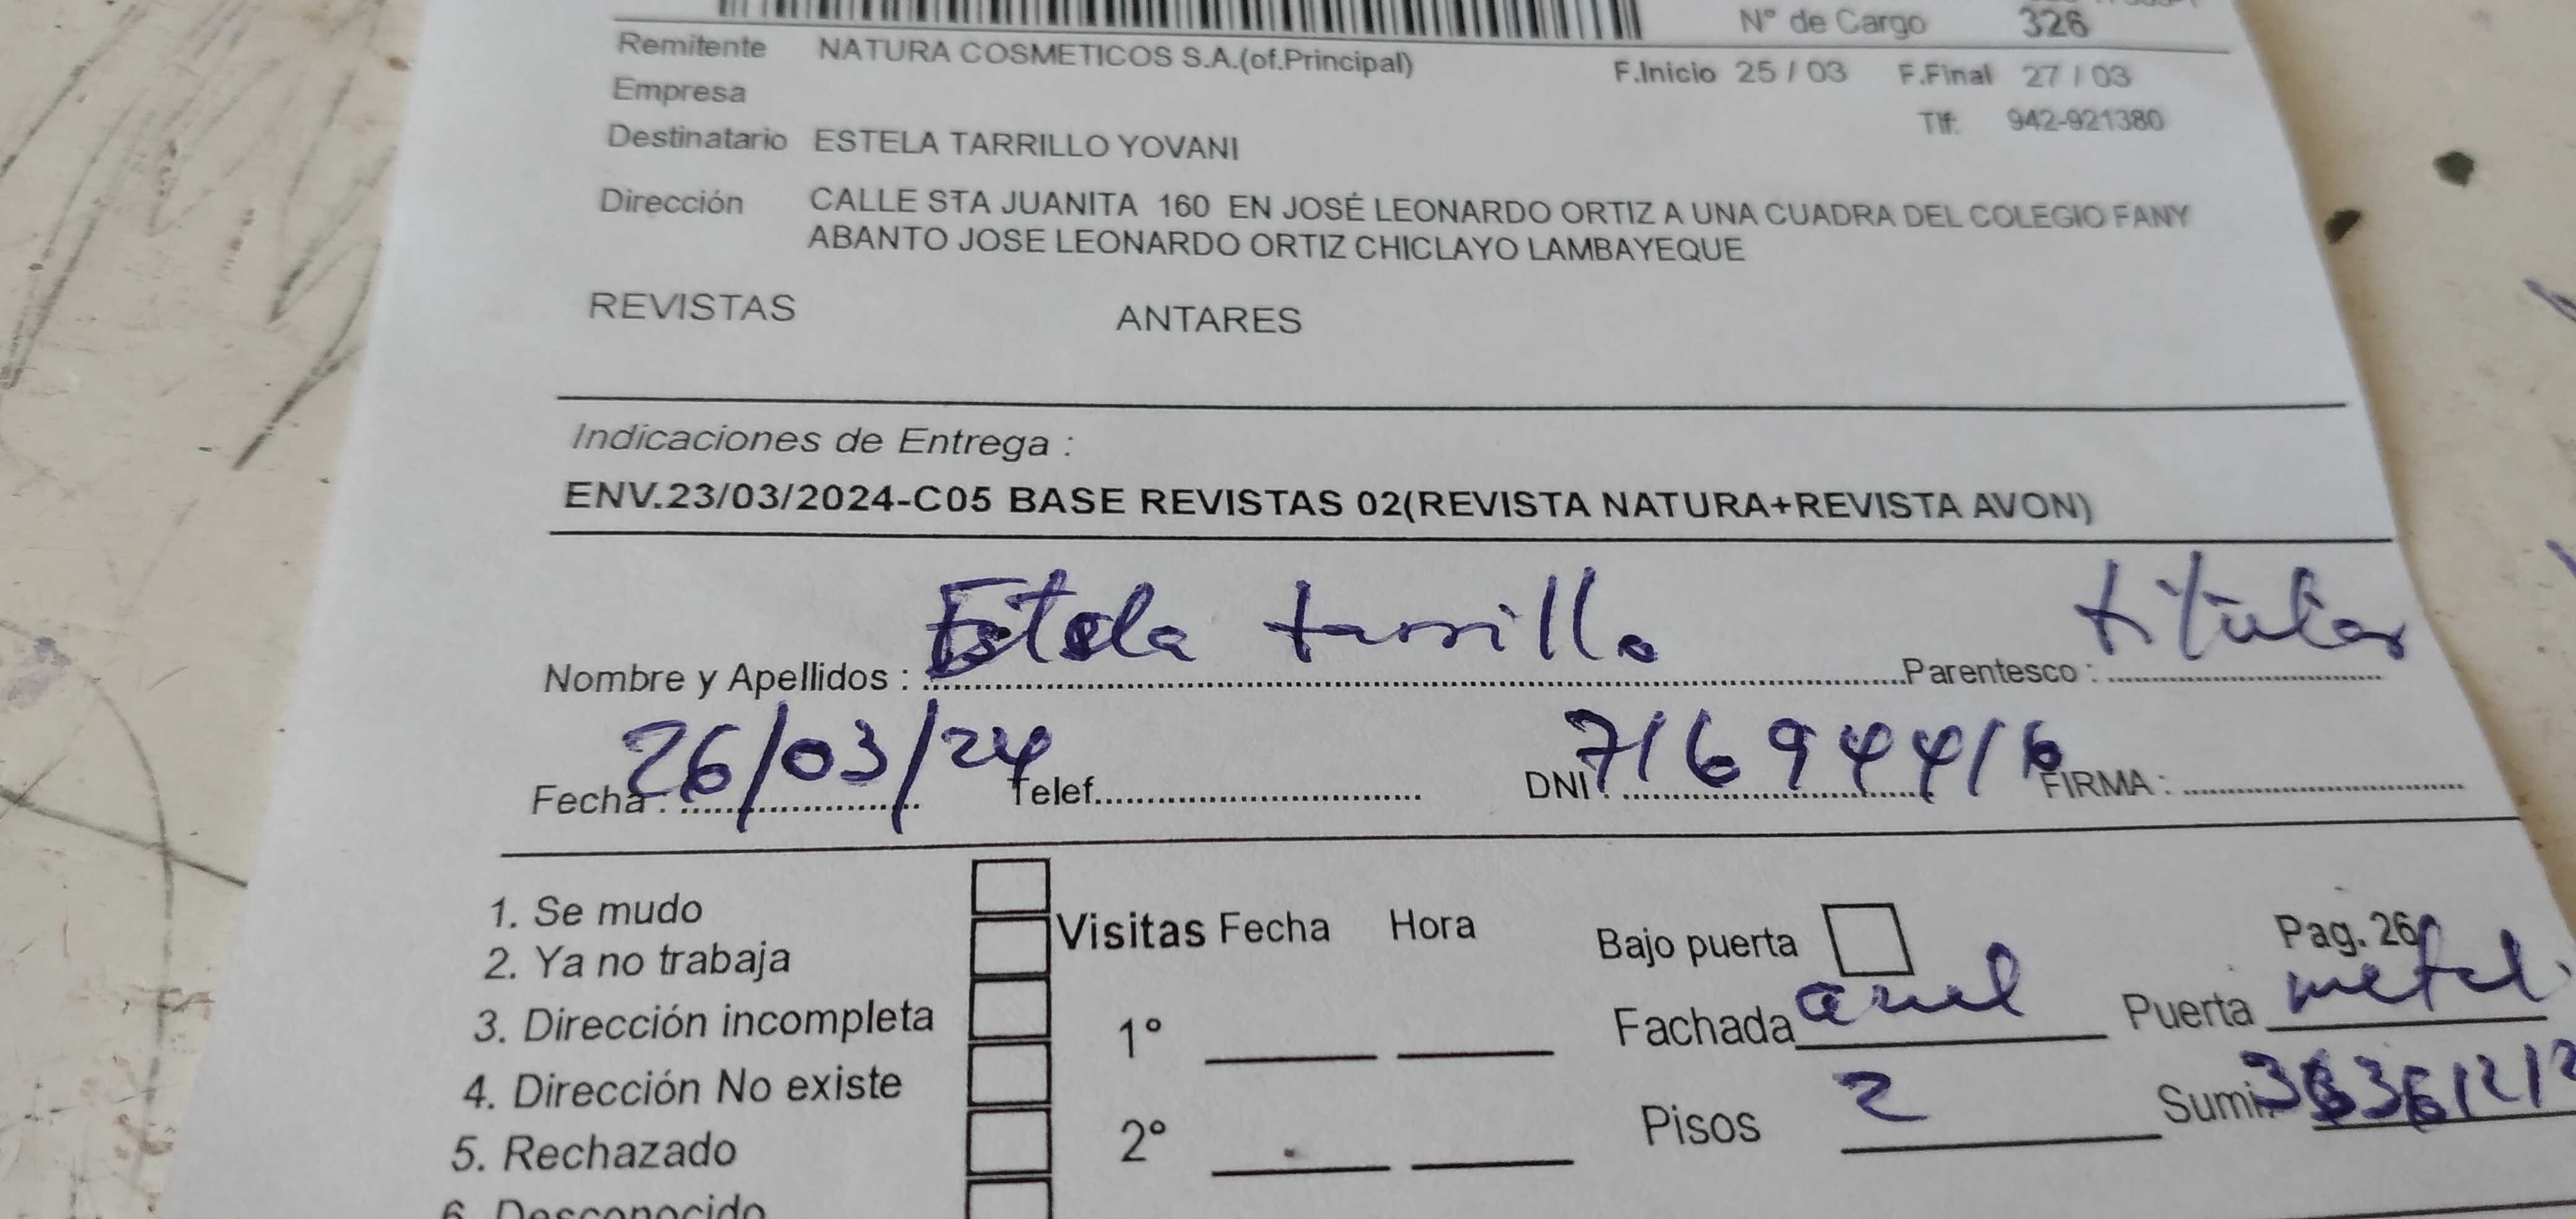 N° de Cargo 326
Remitente NATURA COSMETICOS S.A.(of.Principal) F.Inicio 25 / 03 F.Final 27 / 03
Empresa Tlf: 942-921380
Destinatario ESTELA TARRILLO YOVANI
Dirección CALLE STA JUANITA 160 EN JOSÉ LEONARDO ORTIZ A UNA CUADRA DEL COLEGIO FANY
ABANTO JOSE LEONARDO ORTIZ CHICLAYO LAMBAYEQUE
REVISTAS ANTARES
Indicaciones de Entrega :
ENV.23/03/2024-C05 BASE REVISTAS 02(REVISTA NATURA+REVISTA AVON)
Nombre y Apellidos : Estela tarrillo Parentesco : titular
Fecha : 26/03/24 Telef. DNI : 71694416 FIRMA :
1. Se mudo
2. Ya no trabaja
3. Dirección incompleta
4. Dirección No existe
5. Rechazado
6. Desconocido
Visitas Fecha Hora
1°
2°
Bajo puerta Pag. 26
Fachada azul Puerta metal
Pisos 2 Sumi